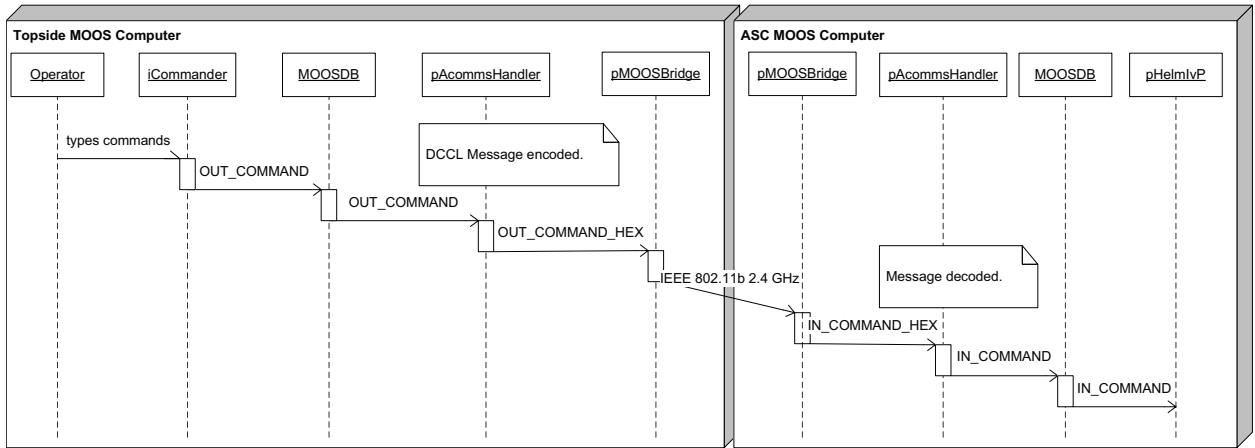 Topside MOOS Computer
ASC MOOS Computer
Operator
iCommander
MOOSDB
pAcommsHandler
pMOOSBridge
pMOOSBridge
pAcommsHandler
MOOSDB
pHelmIvP
types commands
DCCL Message encoded.
OUT_COMMAND
OUT_COMMAND
OUT_COMMAND_HEX
IEEE 802.11b 2.4 GHz
Message decoded.
IN_COMMAND_HEX
IN_COMMAND
IN_COMMAND